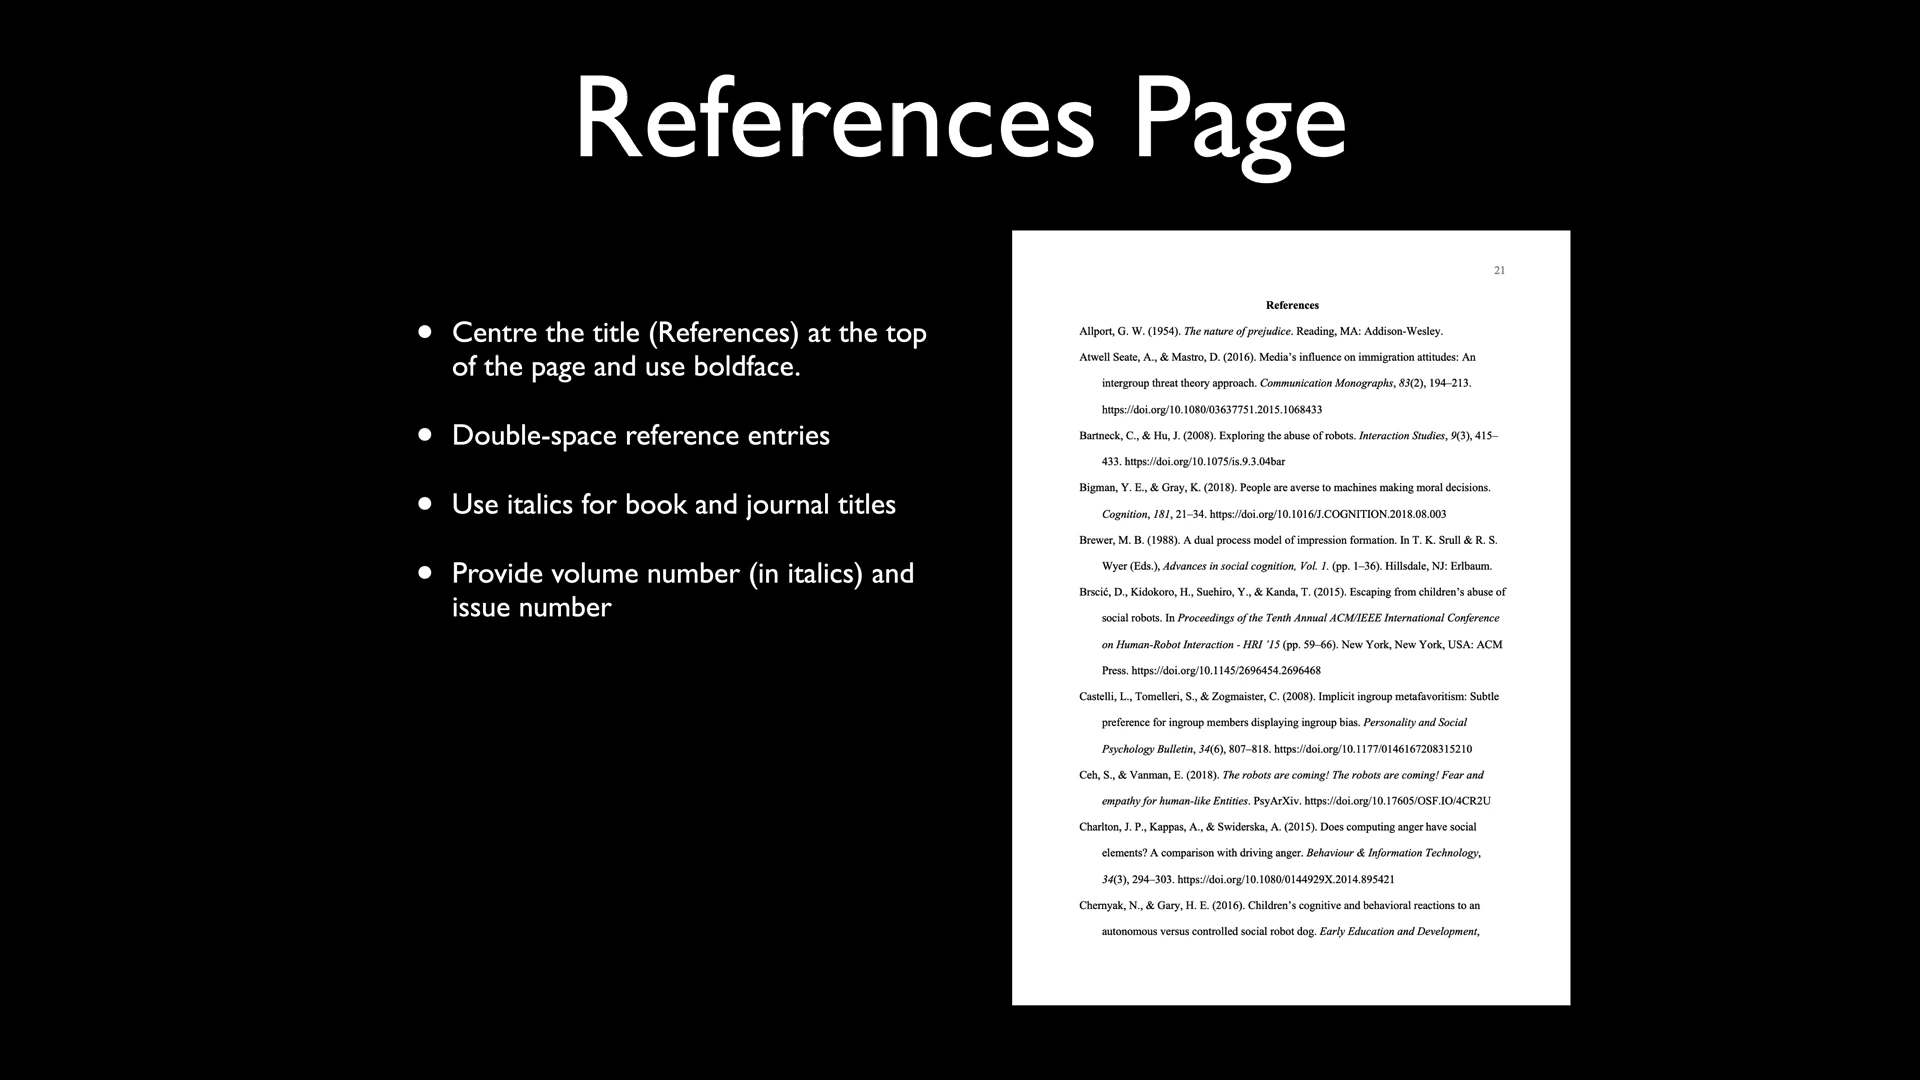 References Page
• Centre the title (References) at the top
of the page and use boldface.
• Double-space reference entries
• Use italics for book and journal titles
• Provide volume number (in italics) and
issue number
21
References
Allport, G. W. (1954). The nature of prejudice. Reading, MA: Addison-Wesley.
Atwell Seate, A., & Mastro, D. (2016). Media’s influence on immigration attitudes: An
intergroup threat theory approach. Communication Monographs, 83(2), 194–213.
https://doi.org/10.1080/03637751.2015.1068433
Bartneck, C., & Hu, J. (2008). Exploring the abuse of robots. Interaction Studies, 9(3), 415–
433. https://doi.org/10.1075/is.9.3.04bar
Bigman, Y. E., & Gray, K. (2018). People are averse to machines making moral decisions.
Cognition, 181, 21–34. https://doi.org/10.1016/J.COGNITION.2018.08.003
Brewer, M. B. (1988). A dual process model of impression formation. In T. K. Srull & R. S.
Wyer (Eds.), Advances in social cognition, Vol. 1. (pp. 1–36). Hillsdale, NJ: Erlbaum.
Brscić, D., Kidokoro, H., Suehiro, Y., & Kanda, T. (2015). Escaping from children’s abuse of
social robots. In Proceedings of the Tenth Annual ACM/IEEE International Conference
on Human-Robot Interaction - HRI ’15 (pp. 59–66). New York, New York, USA: ACM
Press. https://doi.org/10.1145/2696454.2696468
Castelli, L., Tomelleri, S., & Zogmaister, C. (2008). Implicit ingroup metafavoritism: Subtle
preference for ingroup members displaying ingroup bias. Personality and Social
Psychology Bulletin, 34(6), 807–818. https://doi.org/10.1177/0146167208315210
Ceh, S., & Vanman, E. (2018). The robots are coming! The robots are coming! Fear and
empathy for human-like Entities. PsyArXiv. https://doi.org/10.17605/OSF.IO/4CR2U
Charlton, J. P., Kappas, A., & Swiderska, A. (2015). Does computing anger have social
elements? A comparison with driving anger. Behaviour & Information Technology,
34(3), 294–303. https://doi.org/10.1080/0144929X.2014.895421
Chernyak, N., & Gary, H. E. (2016). Children’s cognitive and behavioral reactions to an
autonomous versus controlled social robot dog. Early Education and Development,